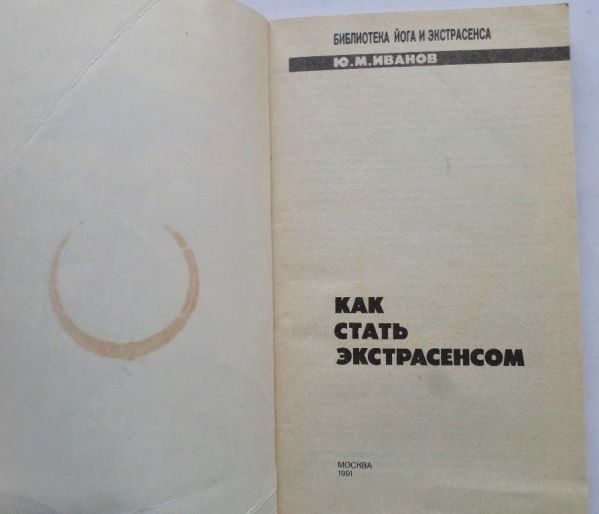 БИБЛИОТЕКА ЙОГА И ЭКСТРАСЕНСА
Ю.М.ИВАНОВ
КАК
СТАТЬ
ЭКСТРАСЕНСОМ
МОСКВА
1991